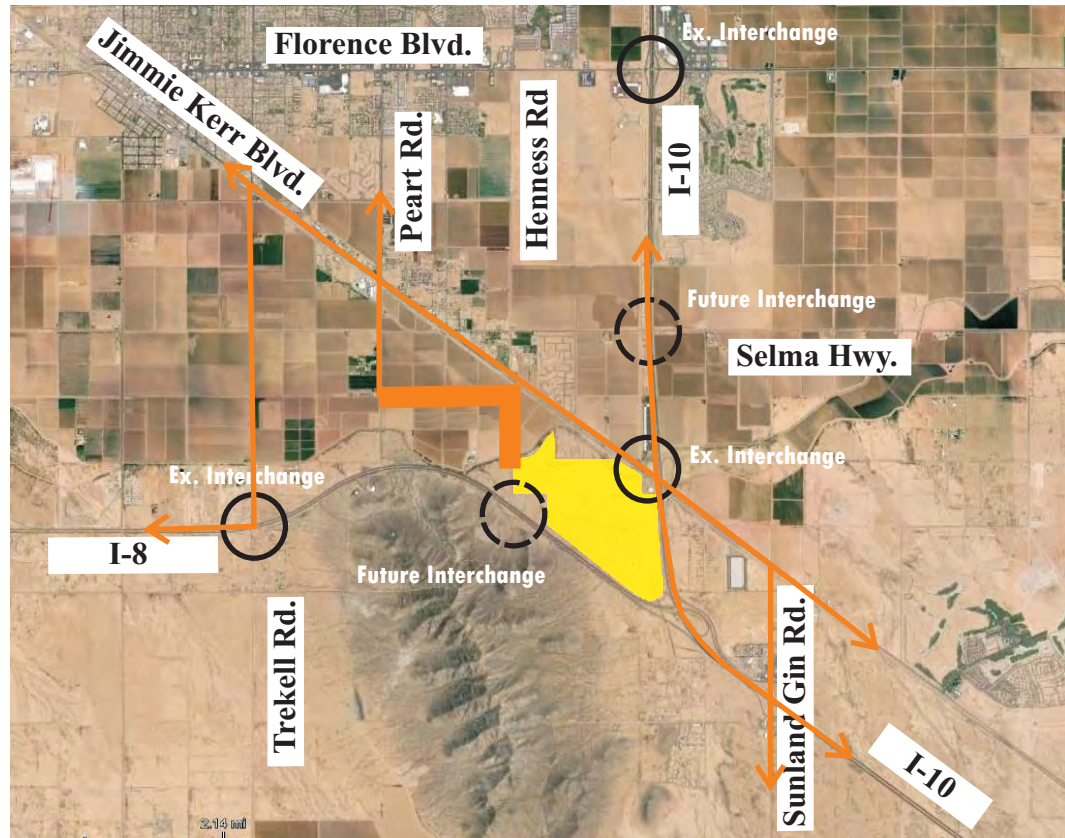 Ex. Interchange
Florence Blvd.
Jimmie Kerr Blvd.
Peart Rd.
Henness Rd
I-10
Future Interchange
Selma Hwy.
Ex. Interchange
Ex. Interchange
I-8
Future Interchange
Trekell Rd.
Sunland Gin Rd.
I-10
2.14 mi